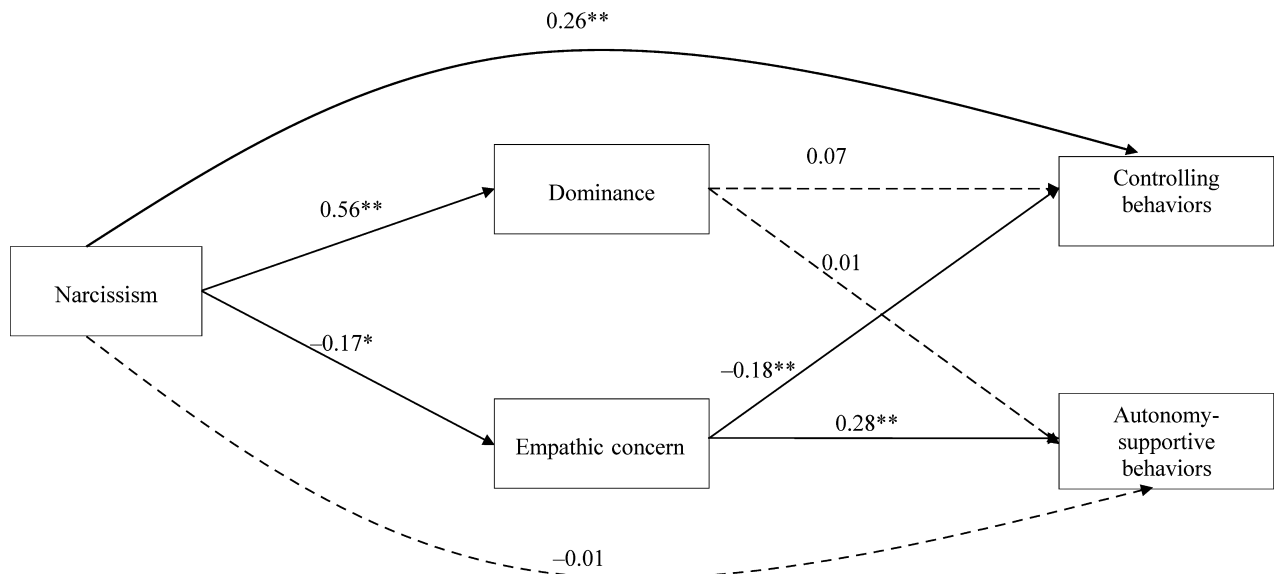 0.26**
0.07
Controlling
behaviors
Dominance
0.56**
0.01
Narcissism
–0.17*
–0.18**
0.28**
Autonomy-
supportive
behaviors
Empathic concern
–0.01